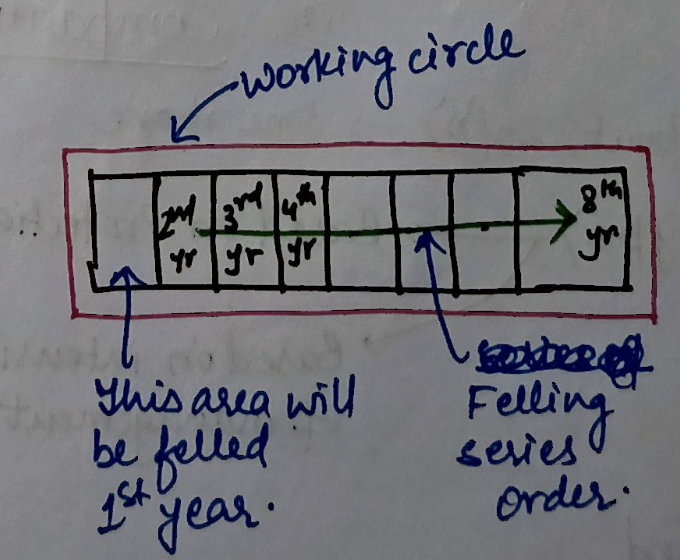 Working circle
2nd
yr
3rd
yr
4th
yr
8th
yr
This area will
be felled
1st year.
Felling
series
order.